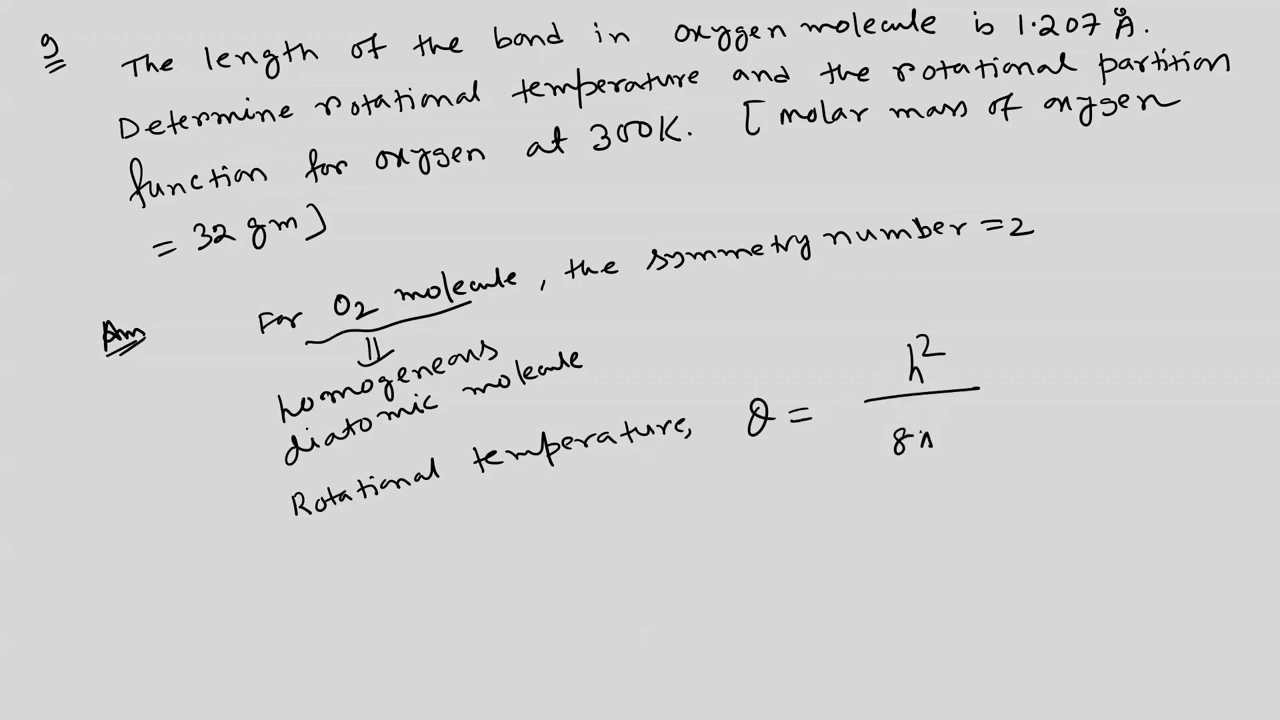 9 The length of the bond in oxygen molecule is 1.207 Å.
Determine rotational temperature and the rotational partition
function for oxygen at 300K. [molar mass of oxygen
= 32 gm]
Ans For O2 molecule, the symmetry number = 2
⇓
homogeneous
diatomic molecule
Rotational temperature, θ = h²/8π